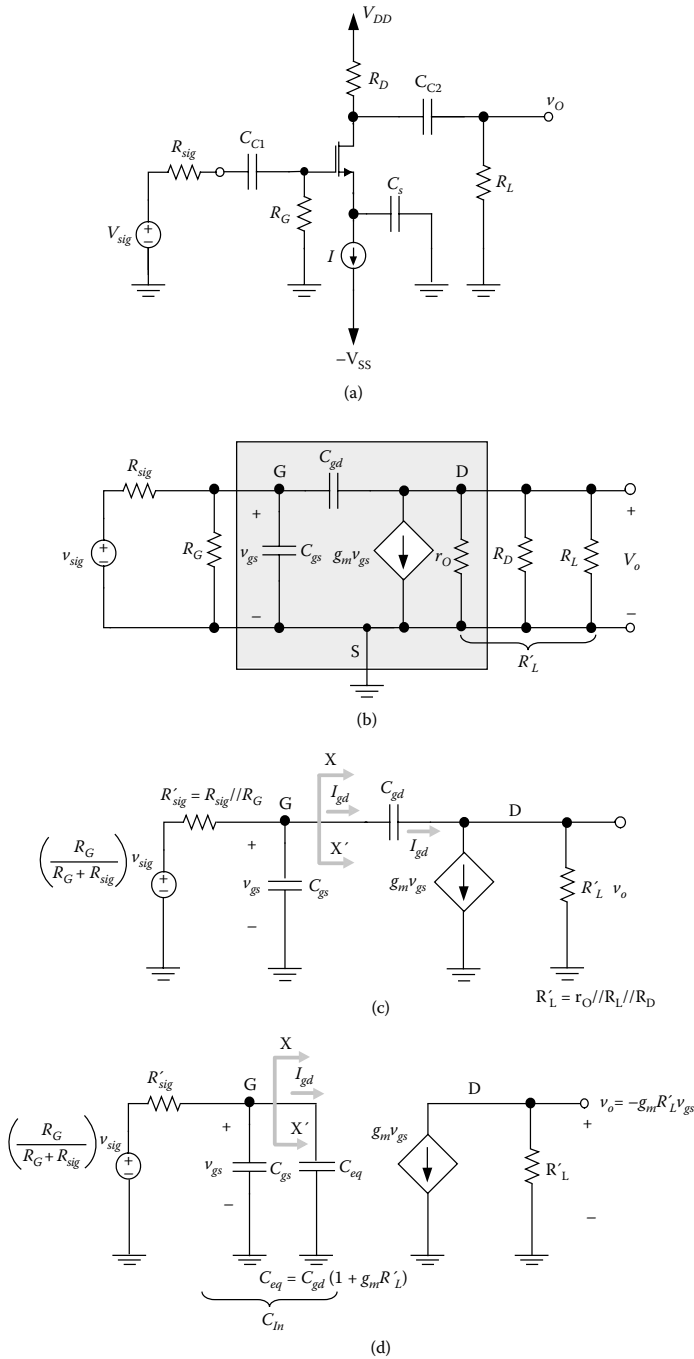 V_DD
R_D
C_C2
v_O
C_C1
R_sig
C_s
R_L
R_G
V_sig
+
−
I
−V_SS
(a)
R_sig
G
C_gd
D
+
+
v_sig
+
−
R_G
v_gs
C_gs
g_m v_gs
r_O
R_D
R_L
V_o
−
−
S
R′_L
(b)
X
R′_sig = R_sig//R_G
G
I_gd
C_gd
D
+
X′
I_gd
(R_G / (R_G + R_sig)) v_sig
+
−
v_gs
C_gs
g_m v_gs
R′_L
v_o
−
R′_L = r_O//R_L//R_D
(c)
X
R′_sig
G
I_gd
D
v_o = −g_m R′_L v_gs
+
X′
g_m v_gs
+
(R_G / (R_G + R_sig)) v_sig
+
−
v_gs
C_gs
C_eq
R′_L
−
−
C_eq = C_gd (1 + g_m R′_L)
C_In
(d)